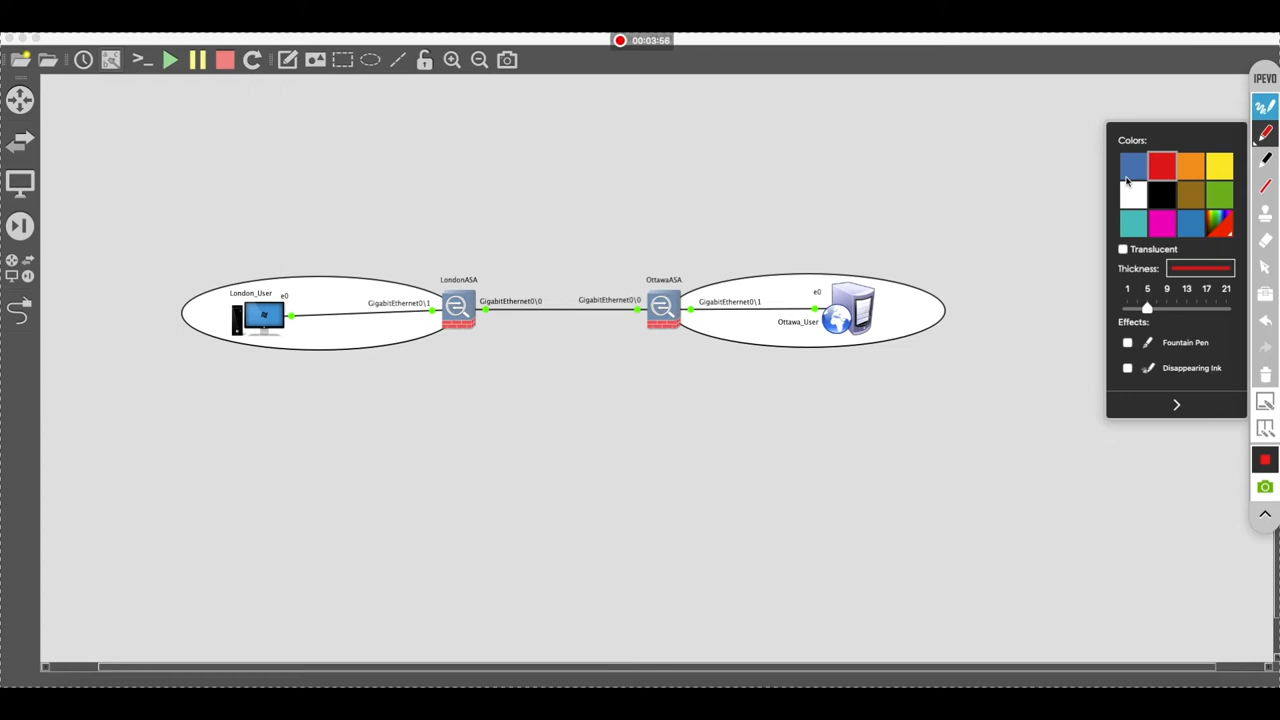 00:03:56
IPEVO
Colors:
Translucent
Thickness:
1 5 9 13 17 21
Effects:
Fountain Pen
Disappearing Ink
LondonASA
OttawaASA
London_User
e0
GigabitEthernet0\1
GigabitEthernet0\0
GigabitEthernet0\0
GigabitEthernet0\1
e0
Ottawa_User